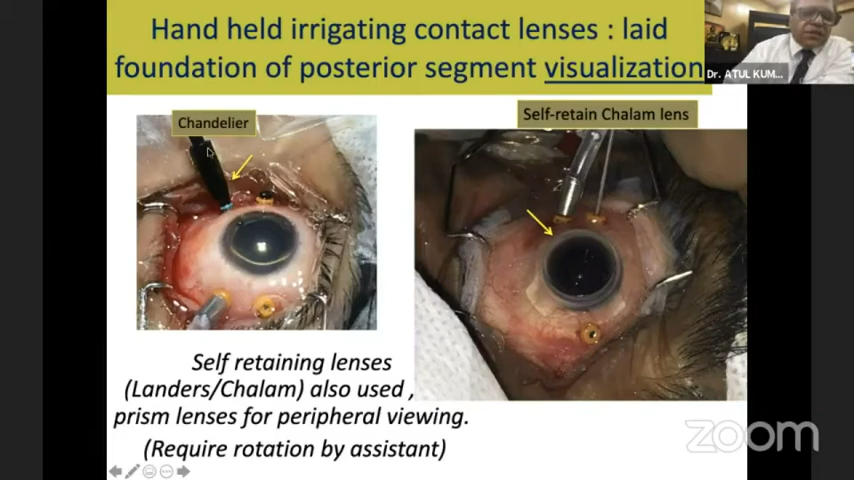 Hand held irrigating contact lenses : laid
foundation of posterior segment visualization
Dr. ATUL KUM...
Chandelier
Self-retain Chalam lens
Self retaining lenses
(Landers/Chalam) also used ,
prism lenses for peripheral viewing.
(Require rotation by assistant)
zoom